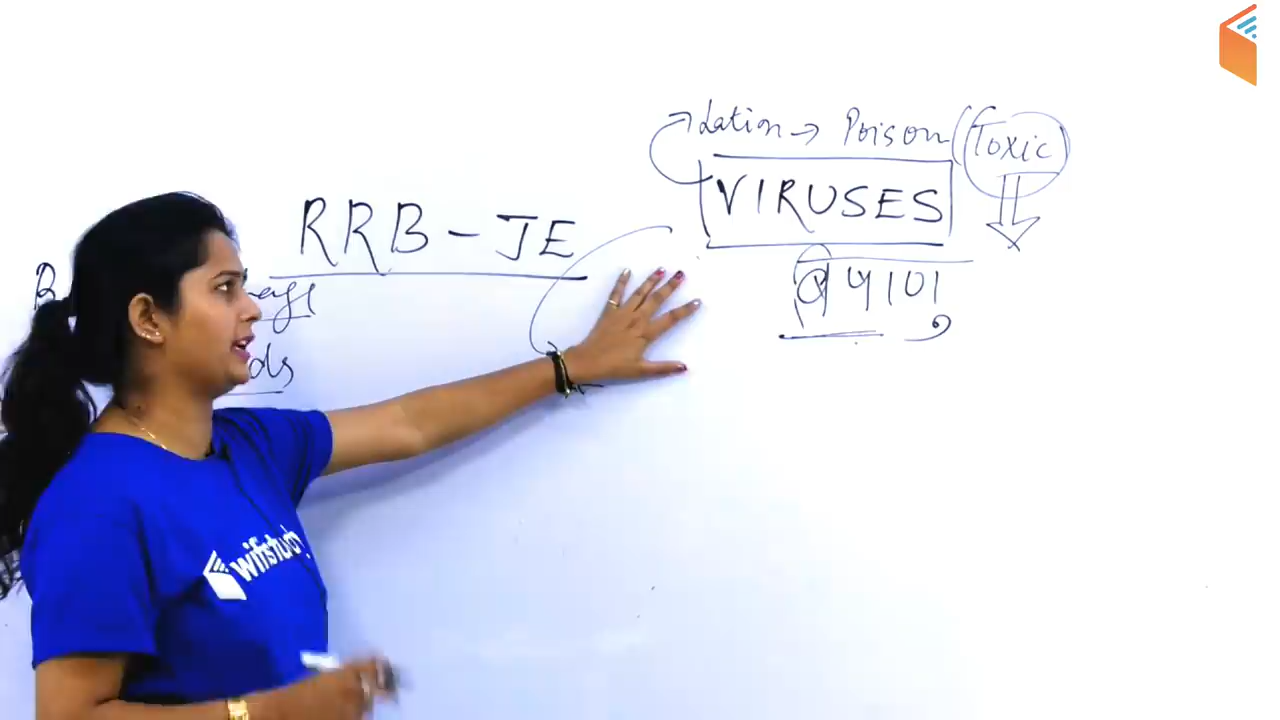 Lation → Poison (Toxic)
VIRUSES
RRB - JE
विषाणु
wifistudy